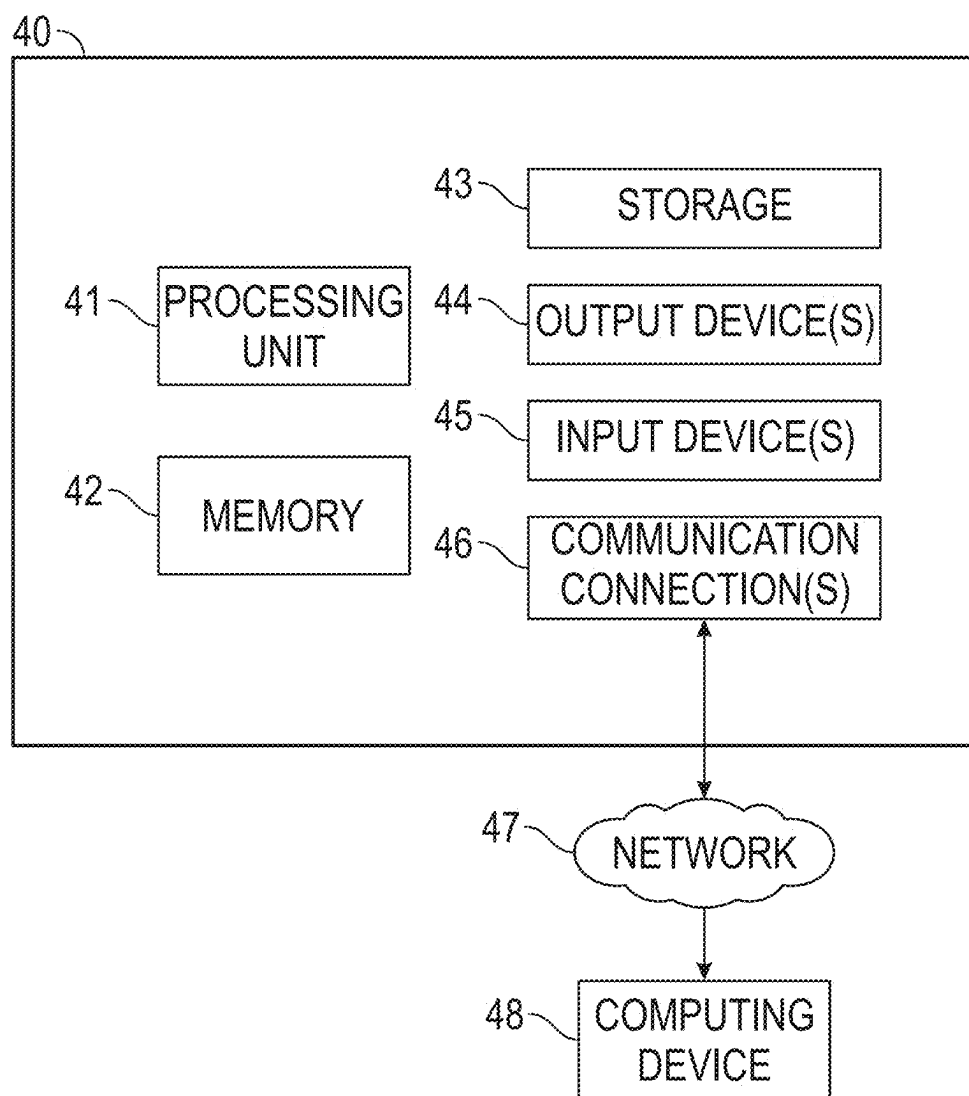 40
43
STORAGE
41
PROCESSING
UNIT
44
OUTPUT DEVICE(S)
45
INPUT DEVICE(S)
42
MEMORY
46
COMMUNICATION
CONNECTION(S)
47
NETWORK
48
COMPUTING
DEVICE